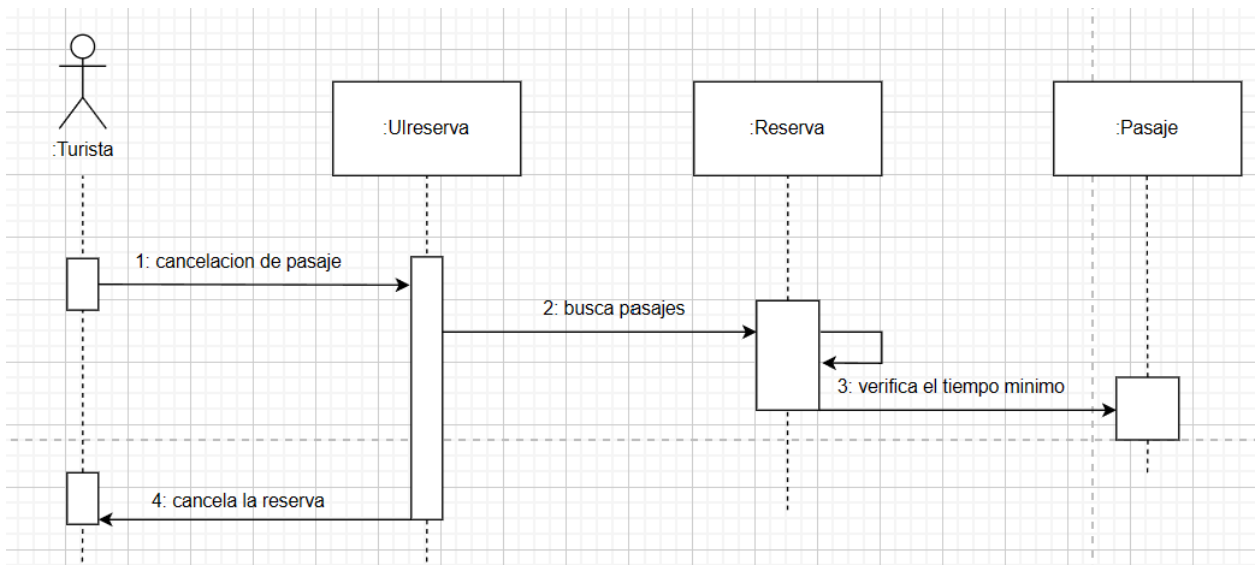 :Turista
:UIreserva
:Reserva
:Pasaje
1: cancelacion de pasaje
2: busca pasajes
3: verifica el tiempo minimo
4: cancela la reserva